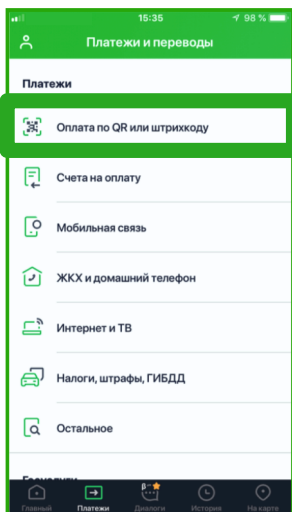 15:35
98 %
Платежи и переводы
Платежи
Оплата по QR или штрихкоду
Счета на оплату
Мобильная связь
ЖКХ и домашний телефон
Интернет и ТВ
Налоги, штрафы, ГИБДД
Остальное
Главный Платежи Диалоги История На карте